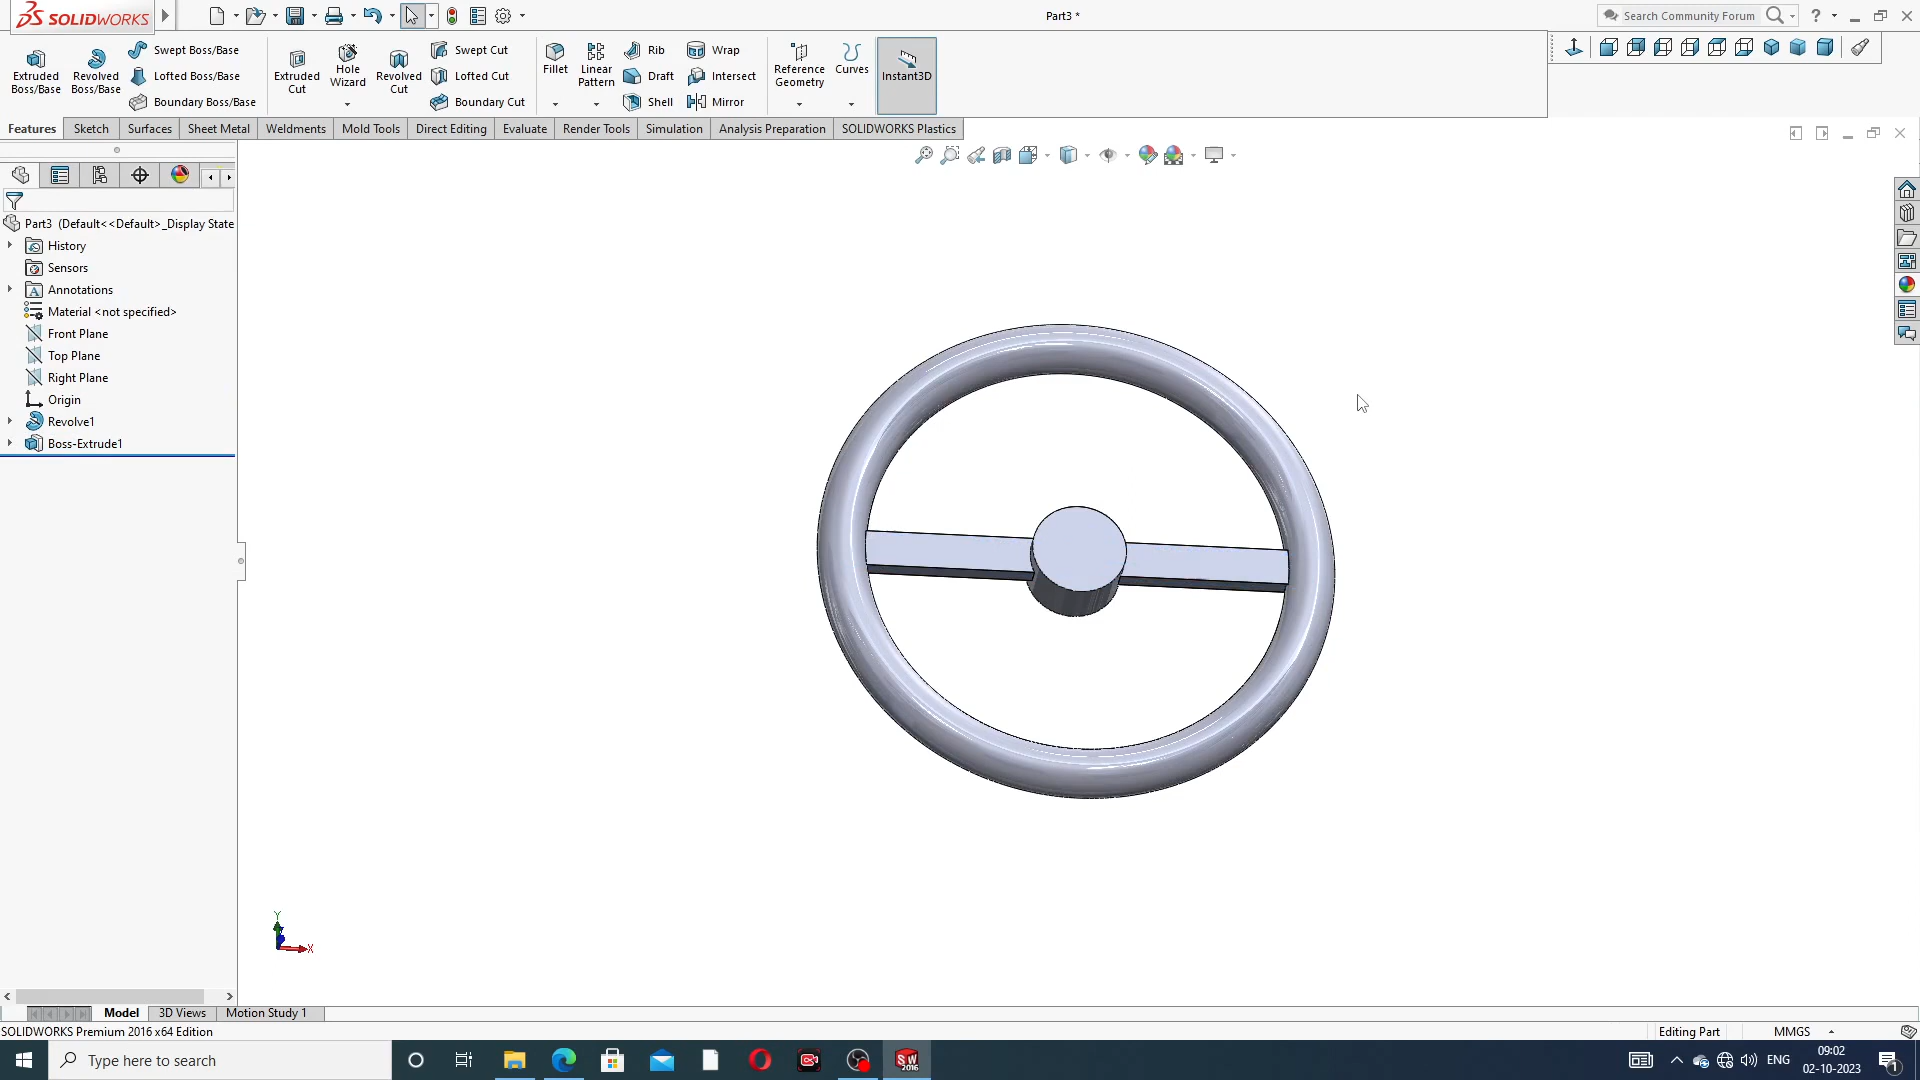 SOLIDWORKS
Part3 *
Search Community Forum
?
Extruded Boss/Base
Revolved Boss/Base
Swept Boss/Base
Lofted Boss/Base
Boundary Boss/Base
Extruded Cut
Hole Wizard
Revolved Cut
Swept Cut
Lofted Cut
Boundary Cut
Fillet
Linear Pattern
Rib
Draft
Shell
Wrap
Intersect
Mirror
Reference Geometry
Curves
Instant3D
Features
Sketch
Surfaces
Sheet Metal
Weldments
Mold Tools
Direct Editing
Evaluate
Render Tools
Simulation
Analysis Preparation
SOLIDWORKS Plastics
Part3 (Default<<Default>_Display State
History
Sensors
A Annotations
Material <not specified>
Front Plane
Top Plane
Right Plane
Origin
Revolve1
Boss-Extrude1
Y
X
Model
3D Views
Motion Study 1
SOLIDWORKS Premium 2016 x64 Edition
Editing Part
MMGS
Type here to search
SW
2016
ENG
09:02
02-10-2023
1